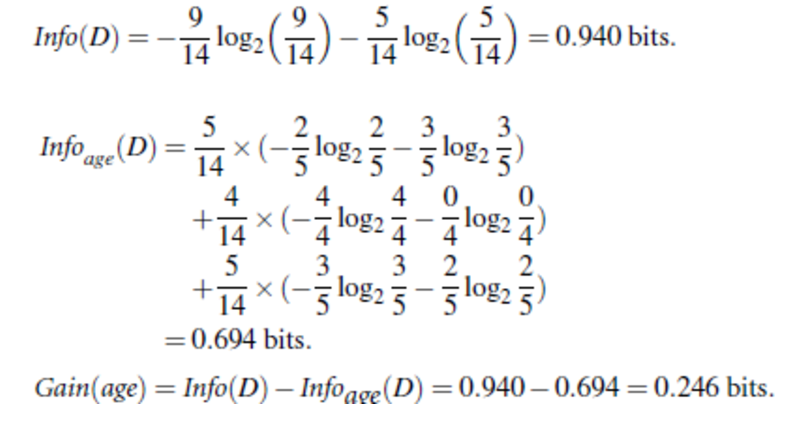 Info(D) = −9/14 log₂(9/14) − 5/14 log₂(5/14) = 0.940 bits.
Info_age(D) = 5/14 × (−2/5 log₂ 2/5 − 3/5 log₂ 3/5)
+ 4/14 × (−4/4 log₂ 4/4 − 0/4 log₂ 0/4)
+ 5/14 × (−3/5 log₂ 3/5 − 2/5 log₂ 2/5)
= 0.694 bits.
Gain(age) = Info(D) − Info_age(D) = 0.940 − 0.694 = 0.246 bits.